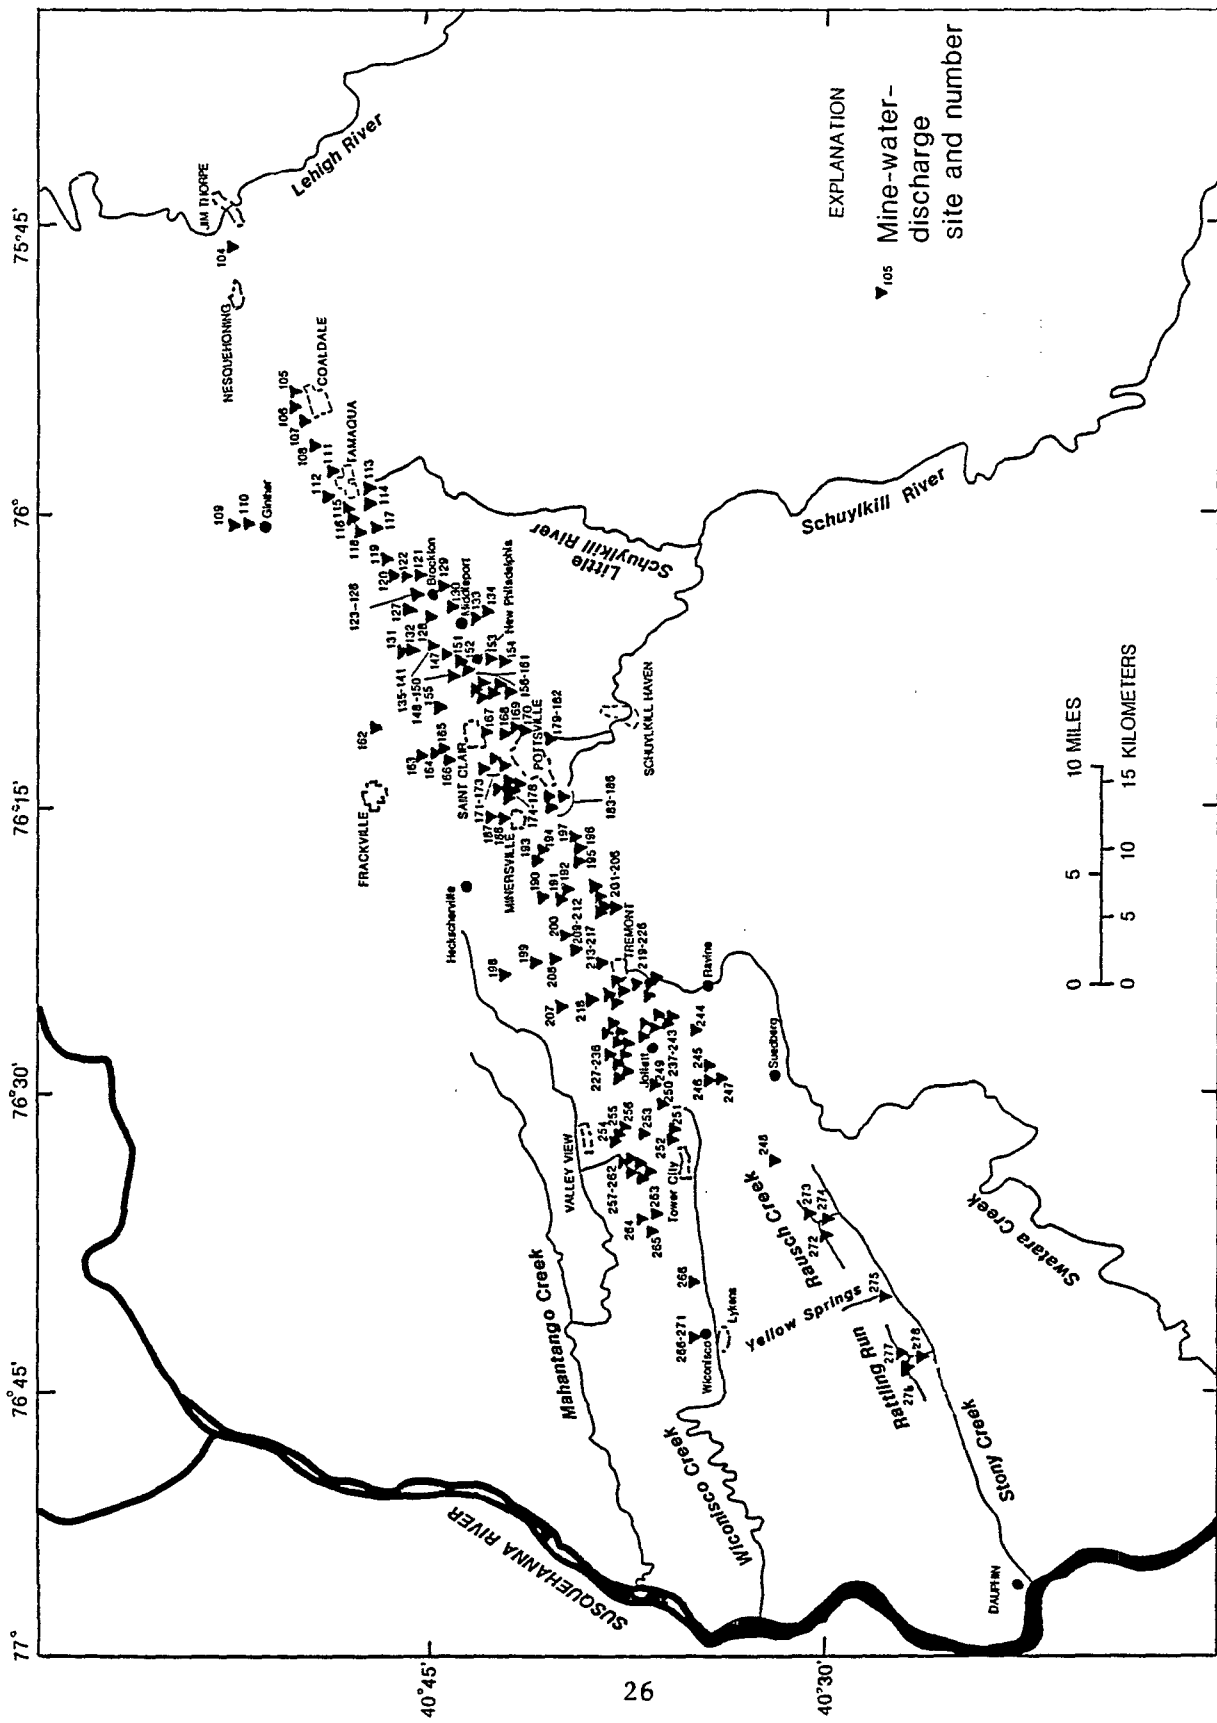 77°
76°45'
76°30'
76°15'
76°
75°45'
40°45'
40°30'
SUSQUEHANNA RIVER
Mahantango Creek
Wiconisco Creek
Stony Creek
Rattling Run
Yellow Springs
Rausch Creek
Swatara Creek
Little
Schuylkill River
Schuylkill River
Lehigh River
DAUPHIN
Wiconisco
Lykens
Tower City
VALLEY VIEW
Joliett
Suedberg
Ravine
TREMONT
Heckscherville
MINERSVILLE
FRACKVILLE
SAINT CLAIR
POTTSVILLE
SCHUYLKILL HAVEN
New Philadelphia
Middleport
Brockton
TAMAQUA
Ginther
COALDALE
NESQUEHONING
JIM THORPE
104
105
106
107
108
109
110
111
112
113
114
115
116
117
118
119
120
121
122
123-126
127
128
129
130
131
132
133
134
135-141
147
148-150
151
152
153
154
155
156-161
162
163
164
165
166
167
168
169
170
171-173
174-178
179-182
183-186
187
188
190
191
192
193
194
195
196
197
198
199
200
201-206
207
208
209-212
213-217
218
219-226
227-236
237-243
244
245
246
247
248
249
250
251
252
253
254
255
256
257-262
263
264
265
266
266-271
272
273
274
275
276
277
278
EXPLANATION
105 Mine-water-
discharge
site and number
0 5 10 MILES
0 5 10 15 KILOMETERS
26